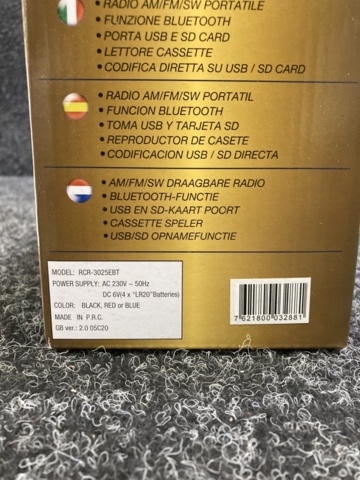 • RADIO AM/FM/SW PORTATILE
• FUNZIONE BLUETOOTH
• PORTA USB E SD CARD
• LETTORE CASSETTE
• CODIFICA DIRETTA SU USB / SD CARD
• RADIO AM/FM/SW PORTATIL
• FUNCION BLUETOOTH
• TOMA USB Y TARJETA SD
• REPRODUCTOR DE CASETE
• CODIFICACION USB / SD DIRECTA
• AM/FM/SW DRAAGBARE RADIO
• BLUETOOTH-FUNCTIE
• USB EN SD-KAART POORT
• CASSETTE SPELER
• USB/SD OPNAMEFUNCTIE
MODEL: RCR-3025EBT
POWER SUPPLY: AC 230V ~ 50Hz
DC 6V(4 x "LR20"Batteries)
COLOR: BLACK, RED or BLUE
MADE IN P.R.C.
GB ver.: 2.0 05C20
7 621800 032881